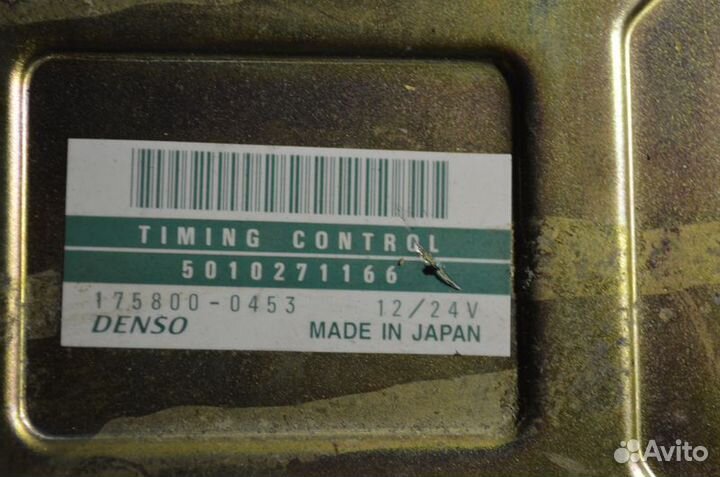 TIMING CONTROL
5010271166
175800-0453 12/24V
DENSO MADE IN JAPAN
Avito